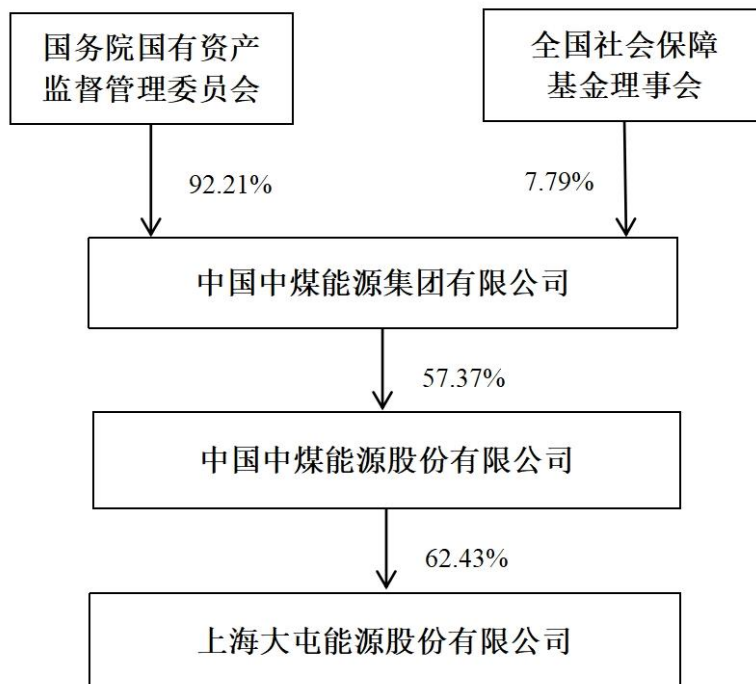 国务院国有资产
监督管理委员会
全国社会保障
基金理事会
92.21%
7.79%
中国中煤能源集团有限公司
57.37%
中国中煤能源股份有限公司
62.43%
上海大屯能源股份有限公司